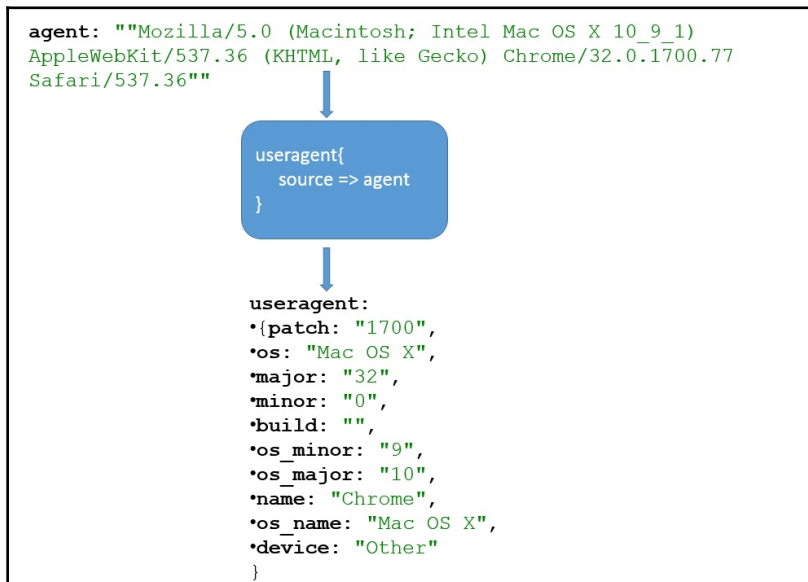 agent: ""Mozilla/5.0 (Macintosh; Intel Mac OS X 10_9_1)
AppleWebKit/537.36 (KHTML, like Gecko) Chrome/32.0.1700.77
Safari/537.36""
useragent{
source => agent
}
useragent:
•{patch: "1700",
•os: "Mac OS X",
•major: "32",
•minor: "0",
•build: "",
•os_minor: "9",
•os_major: "10",
•name: "Chrome",
•os_name: "Mac OS X",
•device: "Other"
}